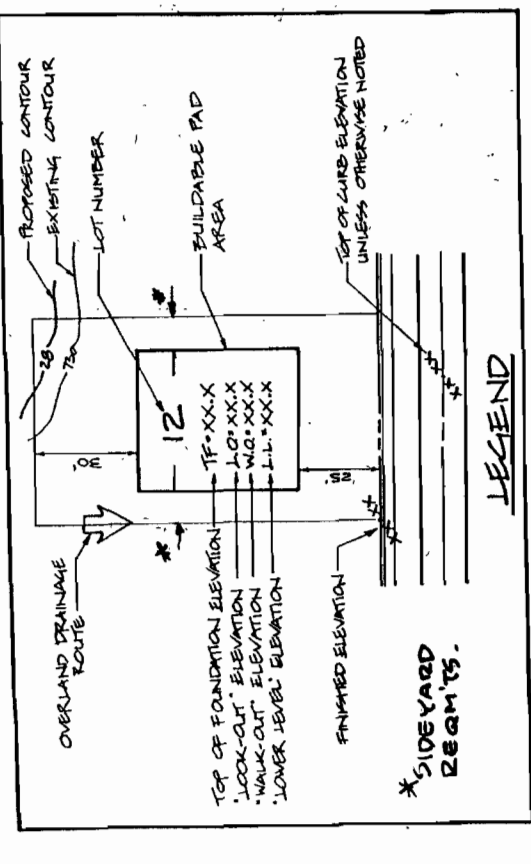 PROPOSED CONTOUR
EXISTING CONTOUR
28
720
LOT NUMBER
BUILDABLE PAD
AREA
OVERLAND DRAINAGE
ROUTE
30'
*
*
12
TF=XX.X
L.O=XX.X
W.O.=XX.X
L.L.=XX.X
TOP OF FOUNDATION ELEVATION
"LOOK-OUT" ELEVATION
"WALK-OUT" ELEVATION
"LOWER LEVEL" ELEVATION
25'
FINISHED ELEVATION
TOP OF CURB ELEVATION
UNLESS OTHERWISE NOTED
*SIDEYARD
REQM'TS.
LEGEND